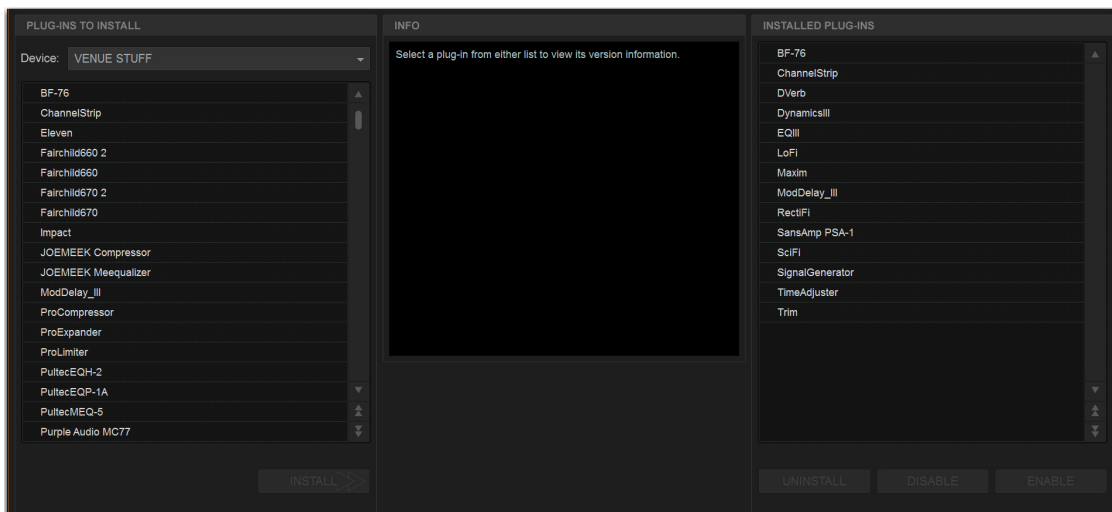 PLUG-INS TO INSTALL
Device: VENUE STUFF
BF-76
ChannelStrip
Eleven
Fairchild660 2
Fairchild660
Fairchild670 2
Fairchild670
Impact
JOEMEEK Compressor
JOEMEEK Meequalizer
ModDelay_III
ProCompressor
ProExpander
ProLimiter
PultecEQH-2
PultecEQP-1A
PultecMEQ-5
Purple Audio MC77
INSTALL
INFO
Select a plug-in from either list to view its version information.
INSTALLED PLUG-INS
BF-76
ChannelStrip
DVerb
DynamicsIII
EQIII
LoFi
Maxim
ModDelay_III
RectiFi
SansAmp PSA-1
SciFi
SignalGenerator
TimeAdjuster
Trim
UNINSTALL DISABLE ENABLE